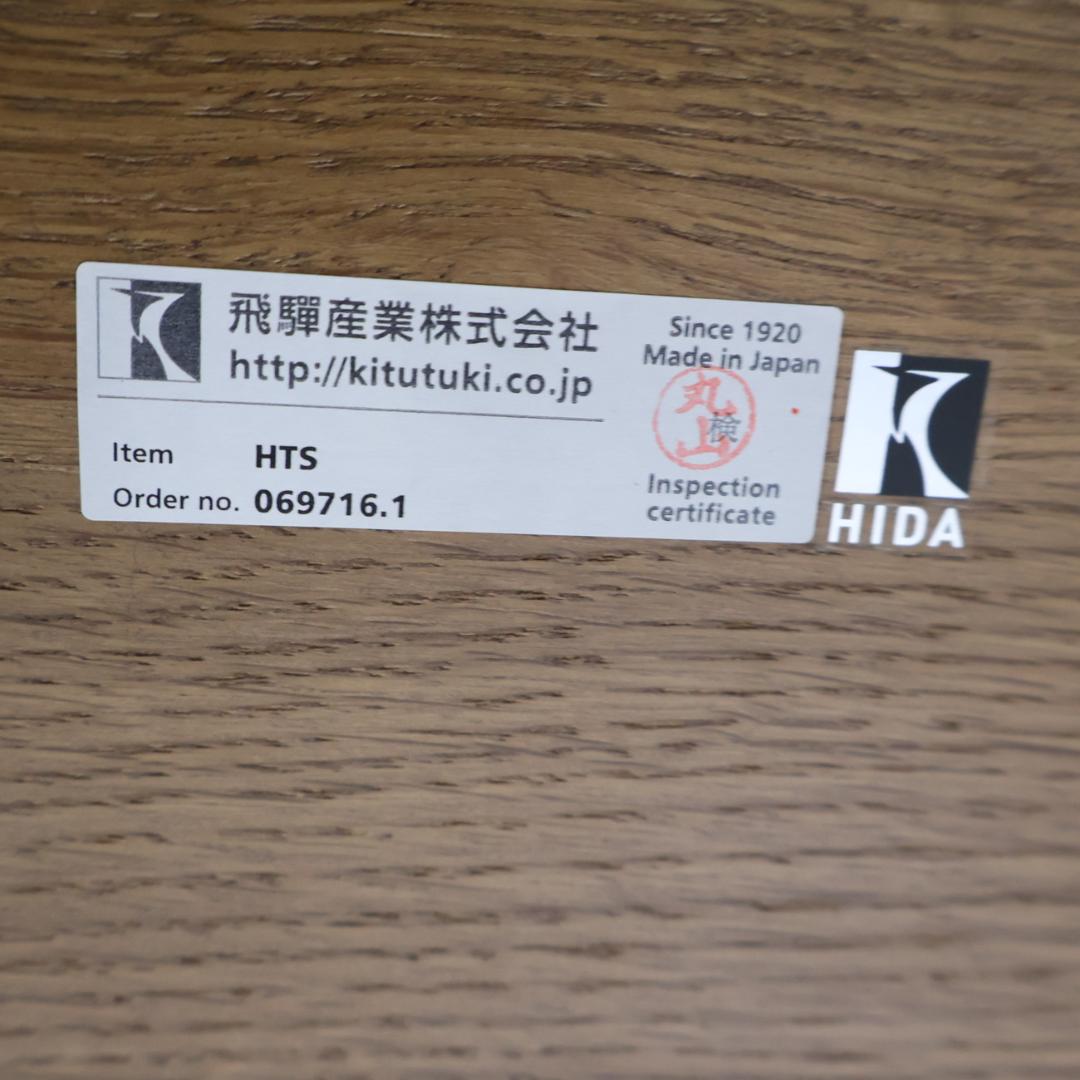 飛驒産業株式会社
http://kitutuki.co.jp
Item HTS
Order no. 069716.1
Since 1920
Made in Japan
丸山
検
Inspection
certificate
HIDA